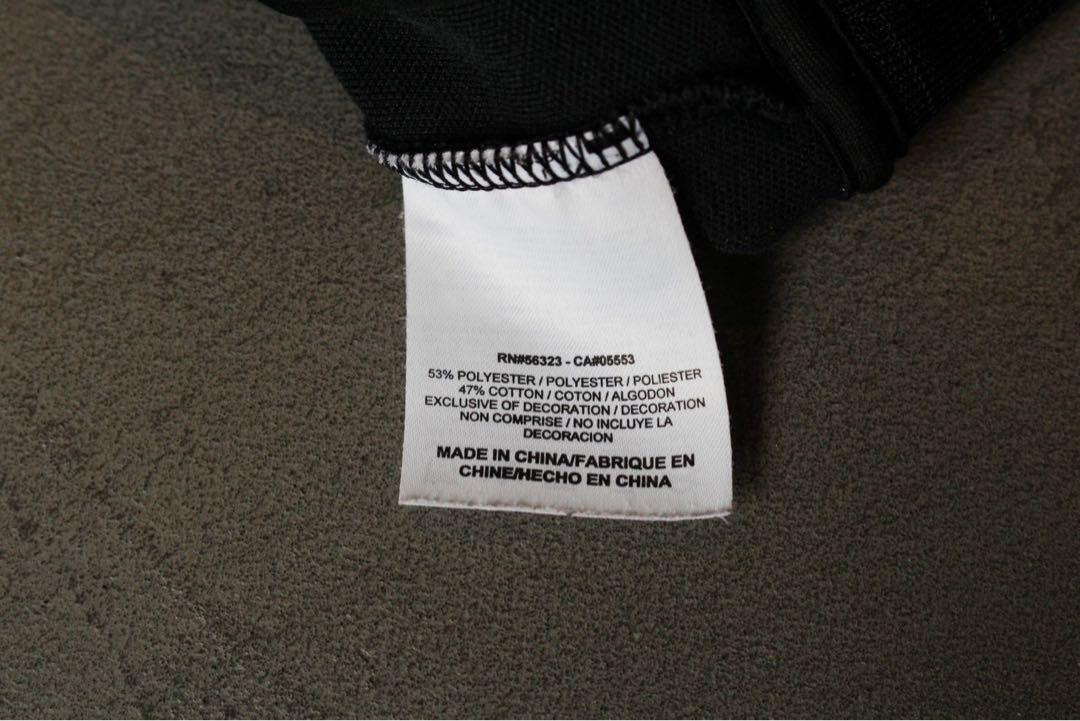 RN#56323 - CA#05553
53% POLYESTER / POLYESTER / POLIESTER
47% COTTON / COTON / ALGODON
EXCLUSIVE OF DECORATION / DECORATION
NON COMPRISE / NO INCLUYE LA
DECORACION
MADE IN CHINA/FABRIQUE EN
CHINE/HECHO EN CHINA